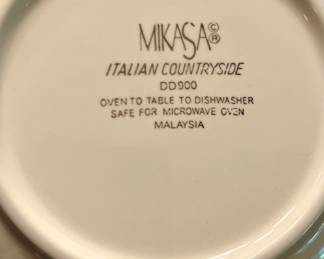 MIKASA©®
ITALIAN COUNTRYSIDE
DD900
OVEN TO TABLE TO DISHWASHER
SAFE FOR MICROWAVE OVEN
MALAYSIA